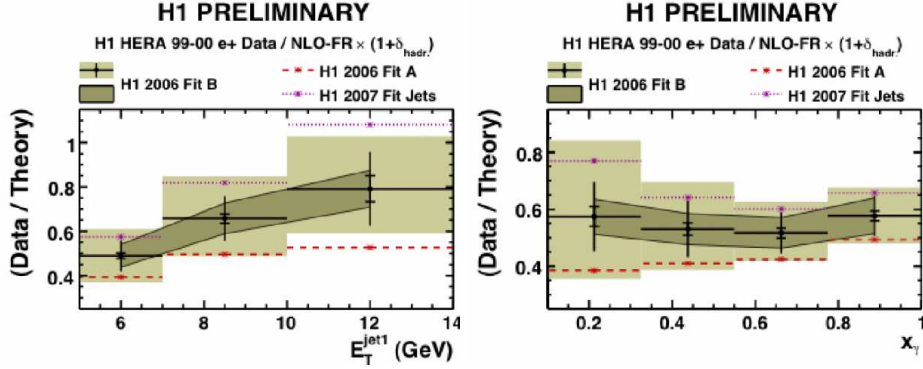 H1 PRELIMINARY
H1 HERA 99-00 e+ Data / NLO-FR × (1+δhadr.)
H1 2006 Fit B
H1 2006 Fit A
H1 2007 Fit Jets
(Data / Theory)
1
0.8
0.6
0.4
6 8 10 12 14
E_T^jet1 (GeV)
H1 PRELIMINARY
H1 HERA 99-00 e+ Data / NLO-FR × (1+δhadr.)
H1 2006 Fit B
H1 2006 Fit A
H1 2007 Fit Jets
(Data / Theory)
0.8
0.6
0.4
0.2 0.4 0.6 0.8 1
xγ